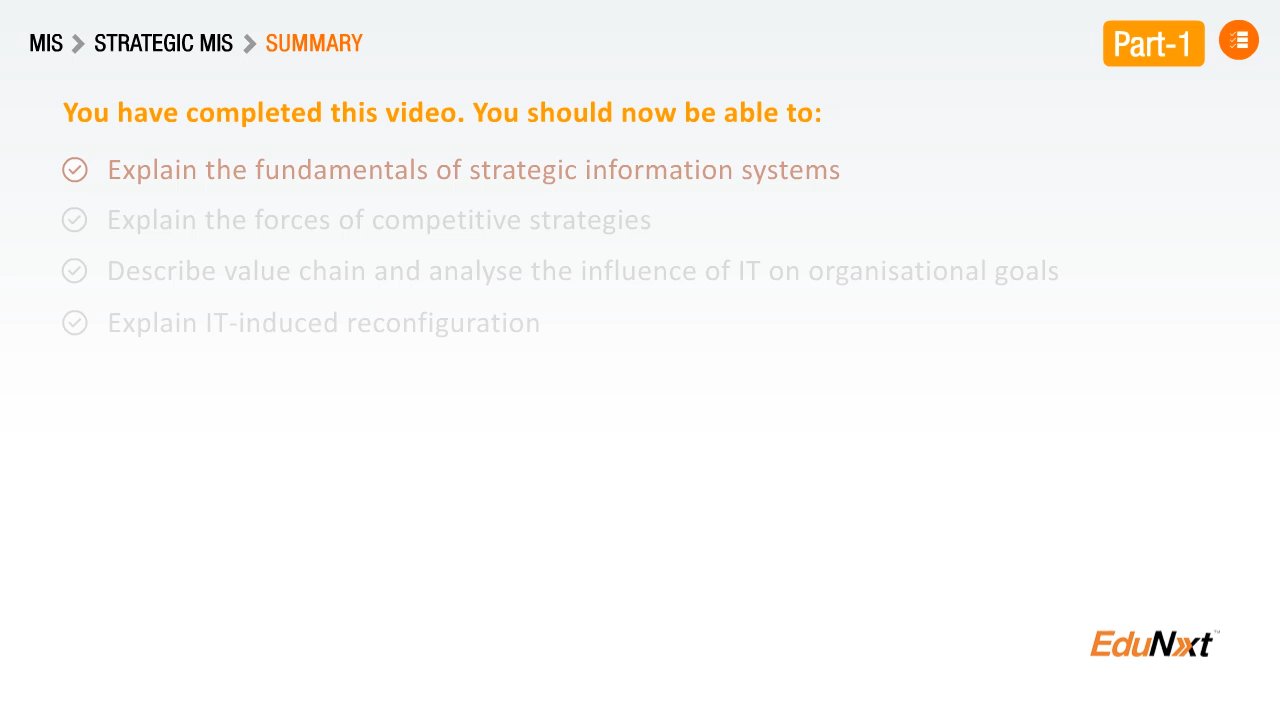 MIS > STRATEGIC MIS > SUMMARY
Part-1
You have completed this video. You should now be able to:
Explain the fundamentals of strategic information systems
Explain the forces of competitive strategies
Describe value chain and analyse the influence of IT on organisational goals
Explain IT-induced reconfiguration
EduNxt™